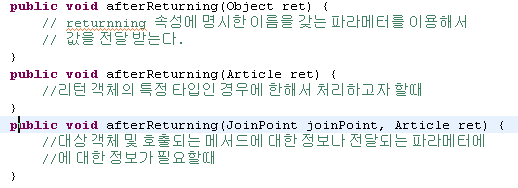 public void afterReturning(Object ret) {
// returnning 속성에 명시한 이름을 갖는 파라메터를 이용해서
// 값을 전달 받는다.
}
public void afterReturning(Article ret) {
//리턴 객체의 특정 타입인 경우에 한해서 처리하고자 할때
}
public void afterReturning(JoinPoint joinPoint, Article ret) {
//대상 객체 및 호출되는 메서드에 대한 정보나 전달되는 파라메터에
//에 대한 정보가 필요할때
}